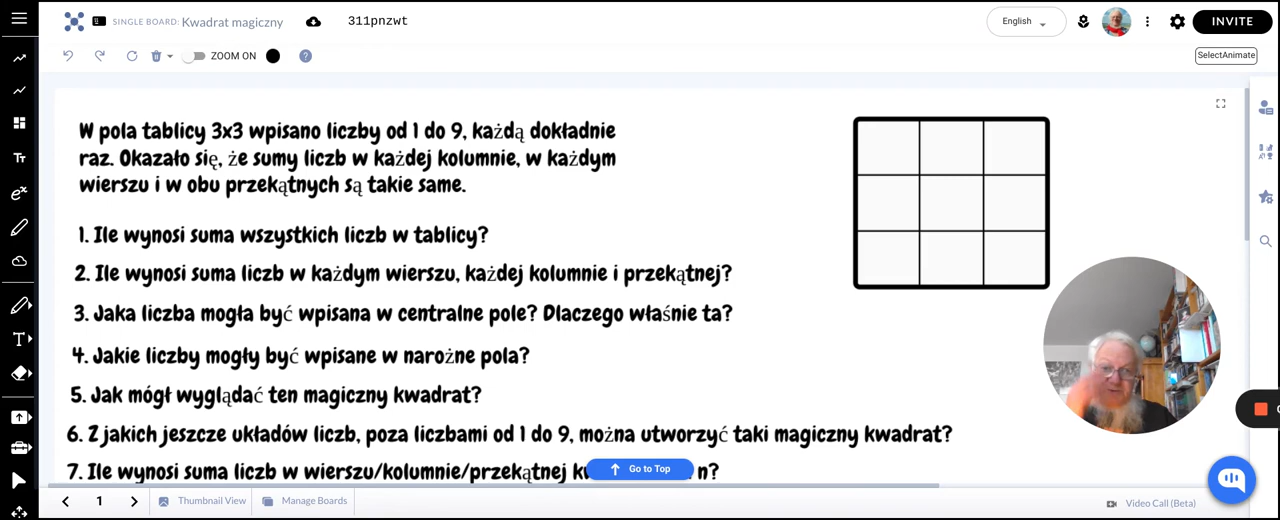 SINGLE BOARD: Kwadrat magiczny
311pnzwt
English
INVITE
ZOOM ON
SelectAnimate
W pola tablicy 3x3 wpisano liczby od 1 do 9, każdą dokładnie
raz. Okazało się, że sumy liczb w każdej kolumnie, w każdym
wierszu i w obu przekątnych są takie same.
1. Ile wynosi suma wszystkich liczb w tablicy?
2. Ile wynosi suma liczb w każdym wierszu, każdej kolumnie i przekątnej?
3. Jaka liczba mogła być wpisana w centralne pole? Dlaczego właśnie ta?
4. Jakie liczby mogły być wpisane w narożne pola?
5. Jak mógł wyglądać ten magiczny kwadrat?
6. Z jakich jeszcze układów liczb, poza liczbami od 1 do 9, można utworzyć taki magiczny kwadrat?
7. Ile wynosi suma liczb w wierszu/kolumnie/przekątnej n?
Go to Top
1
Thumbnail View
Manage Boards
Video Call (Beta)